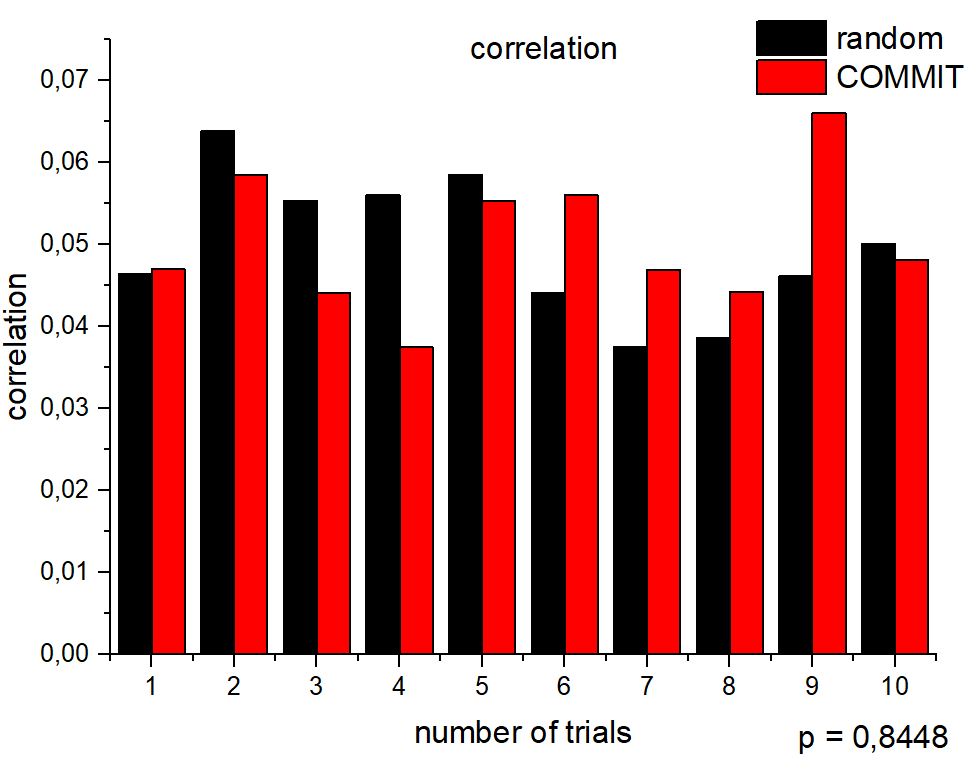 correlation
random
COMMIT
0,07
0,06
0,05
0,04
0,03
0,02
0,01
0,00
correlation
1 2 3 4 5 6 7 8 9 10
number of trials
p = 0,8448